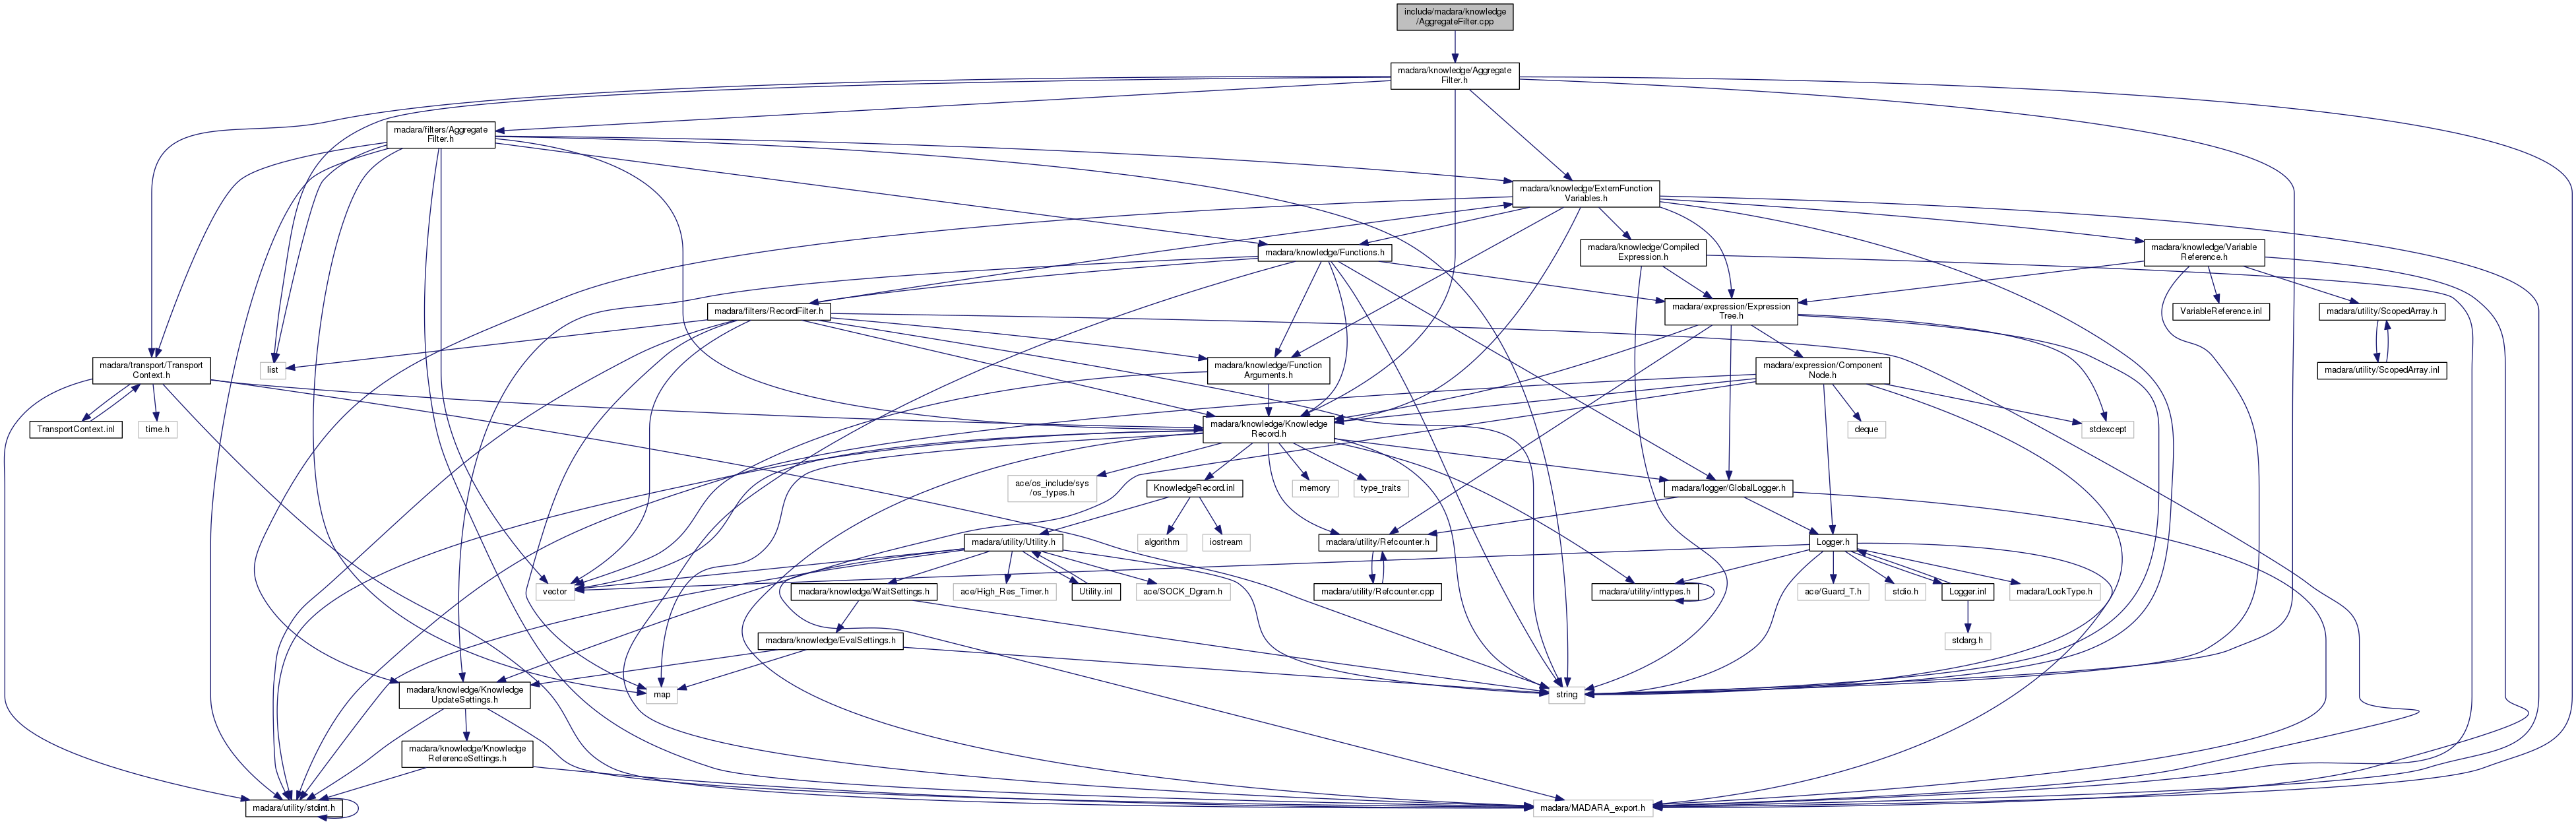 include/madara/knowledge
/AggregateFilter.cpp
madara/knowledge/Aggregate
Filter.h
madara/filters/Aggregate
Filter.h
madara/knowledge/ExternFunction
Variables.h
madara/knowledge/Functions.h
madara/knowledge/Compiled
Expression.h
madara/knowledge/Variable
Reference.h
madara/filters/RecordFilter.h
madara/expression/Expression
Tree.h
VariableReference.inl
madara/utility/ScopedArray.h
madara/transport/Transport
Context.h
list
madara/knowledge/Function
Arguments.h
madara/expression/Component
Node.h
madara/utility/ScopedArray.inl
TransportContext.inl
time.h
madara/knowledge/Knowledge
Record.h
deque
stdexcept
ace/os_include/sys
/os_types.h
KnowledgeRecord.inl
memory
type_traits
madara/logger/GlobalLogger.h
madara/utility/Utility.h
algorithm
iostream
madara/utility/Refcounter.h
Logger.h
vector
madara/knowledge/WaitSettings.h
ace/High_Res_Timer.h
Utility.inl
ace/SOCK_Dgram.h
madara/utility/Refcounter.cpp
madara/utility/inttypes.h
ace/Guard_T.h
stdio.h
Logger.inl
madara/LockType.h
madara/knowledge/EvalSettings.h
stdarg.h
madara/knowledge/Knowledge
UpdateSettings.h
map
string
madara/knowledge/Knowledge
ReferenceSettings.h
madara/utility/stdint.h
madara/MADARA_export.h